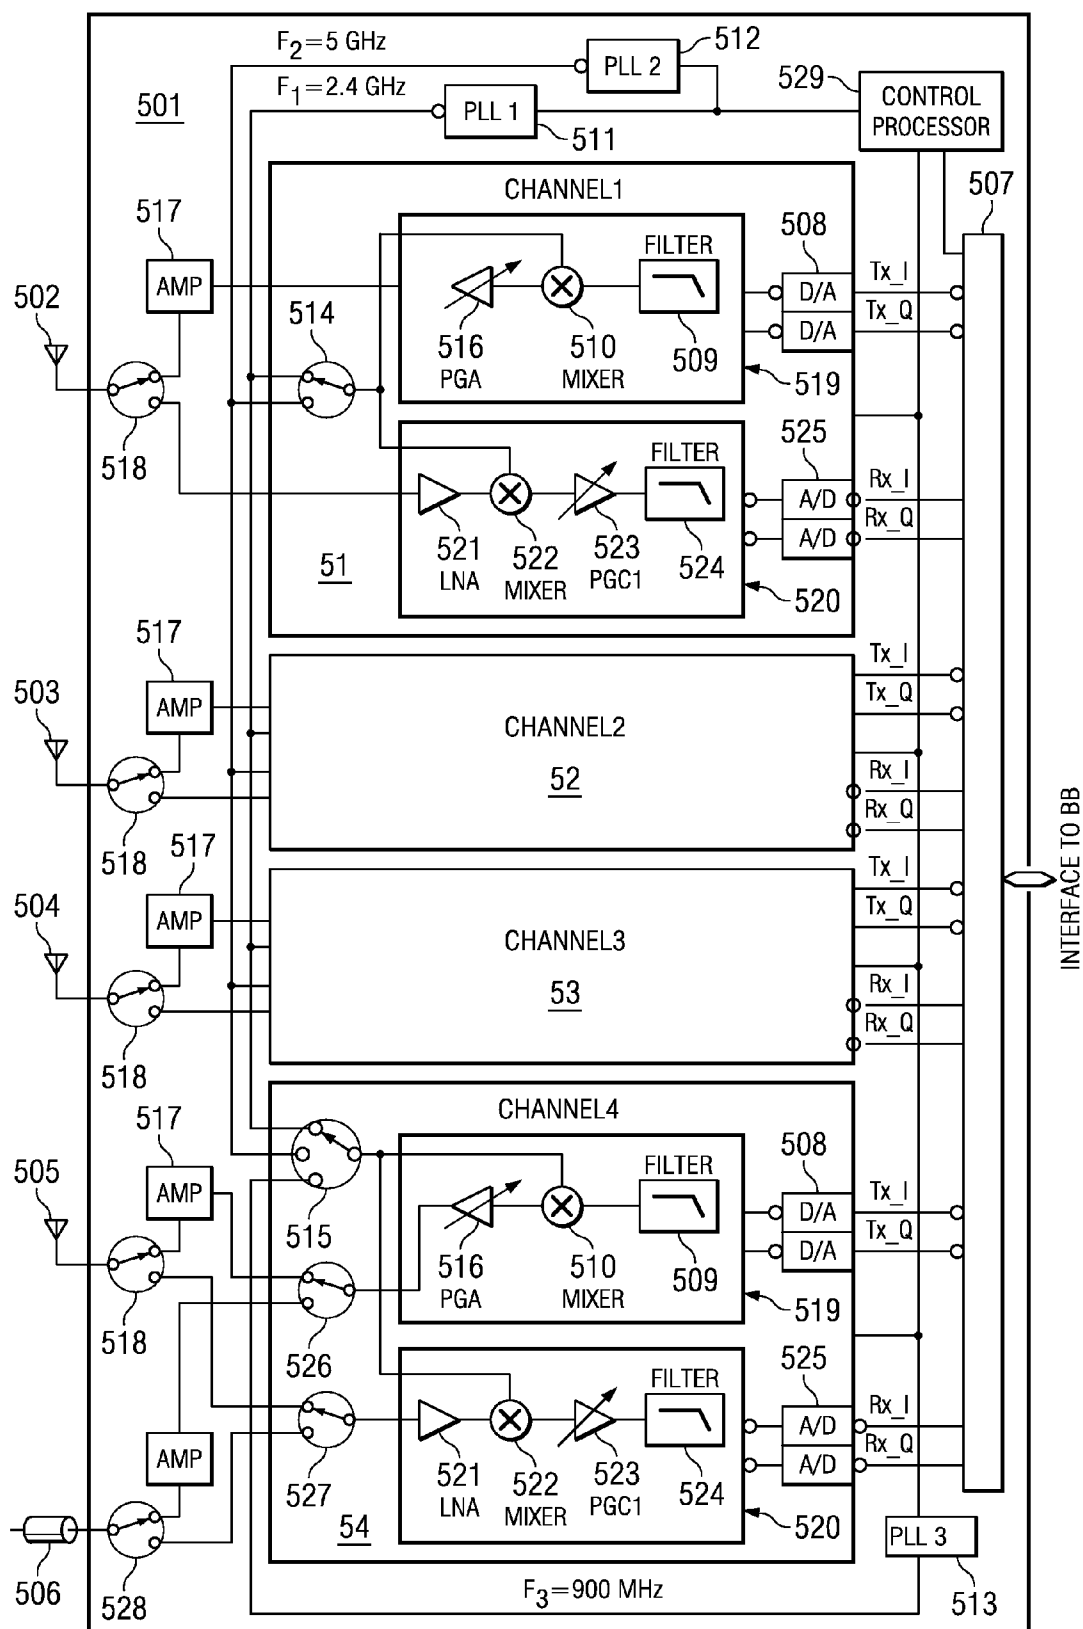 F2=5 GHz
512
PLL 2
529
F1=2.4 GHz
CONTROL
PROCESSOR
501
PLL 1
511
507
CHANNEL1
517
FILTER
508
Tx_I
AMP
D/A
502
514
Tx_Q
D/A
516
510
509
PGA
MIXER
519
518
FILTER
525
Rx_I
A/D
Rx_Q
A/D
521
522
523
524
51
LNA
MIXER
PGC1
520
517
Tx_I
503
AMP
Tx_Q
CHANNEL2
52
Rx_I
Rx_Q
518
517
Tx_I
504
AMP
Tx_Q
CHANNEL3
53
Rx_I
Rx_Q
518
INTERFACE TO BB
CHANNEL4
517
508
505
FILTER
AMP
Tx_I
D/A
Tx_Q
D/A
515
516
510
509
PGA
MIXER
519
518
526
525
FILTER
Rx_I
A/D
Rx_Q
AMP
A/D
527
521
522
523
524
LNA
MIXER
PGC1
520
54
PLL 3
506
528
F3=900 MHz
513